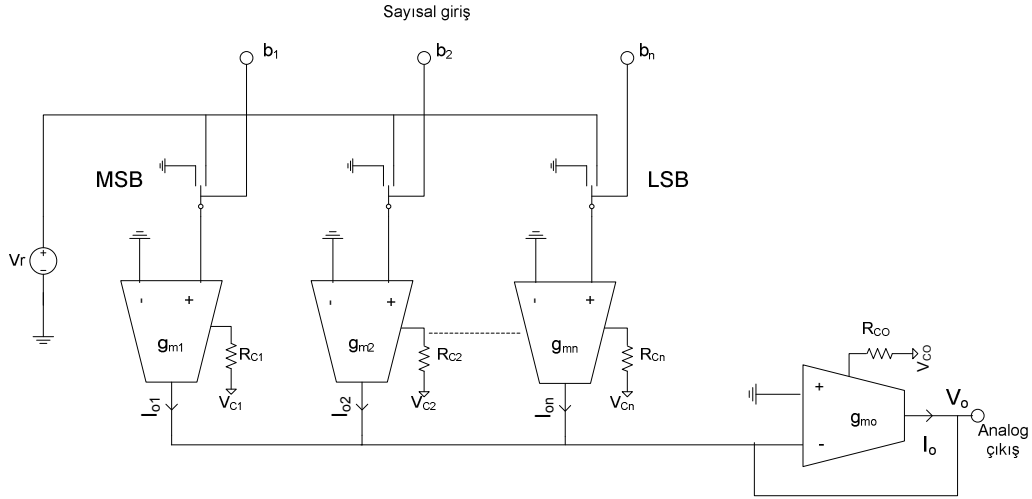 Sayısal giriş
b1
b2
bn
MSB
LSB
Vr
+
-
- +
- +
- +
gm1
gm2
gmn
RC1
RC2
RCn
VC1
VC2
VCn
Io1
Io2
Ion
RCO
VCO
+
-
gmo
Vo
Io
Analog
çıkış